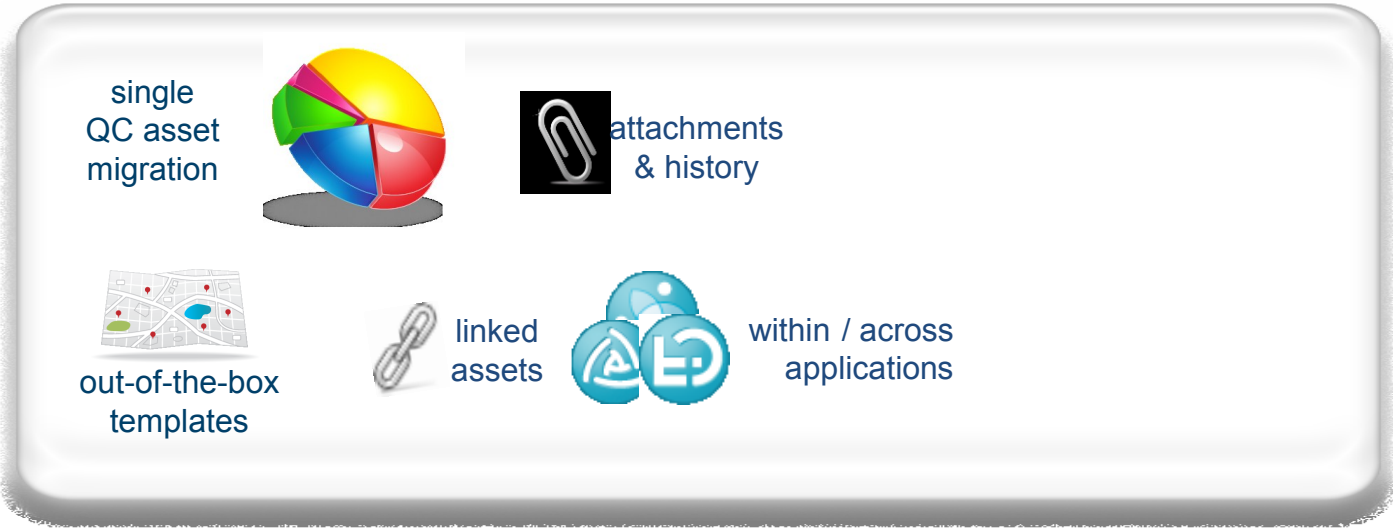 single
QC asset
migration
attachments
& history
out-of-the-box
templates
linked
assets
within / across
applications